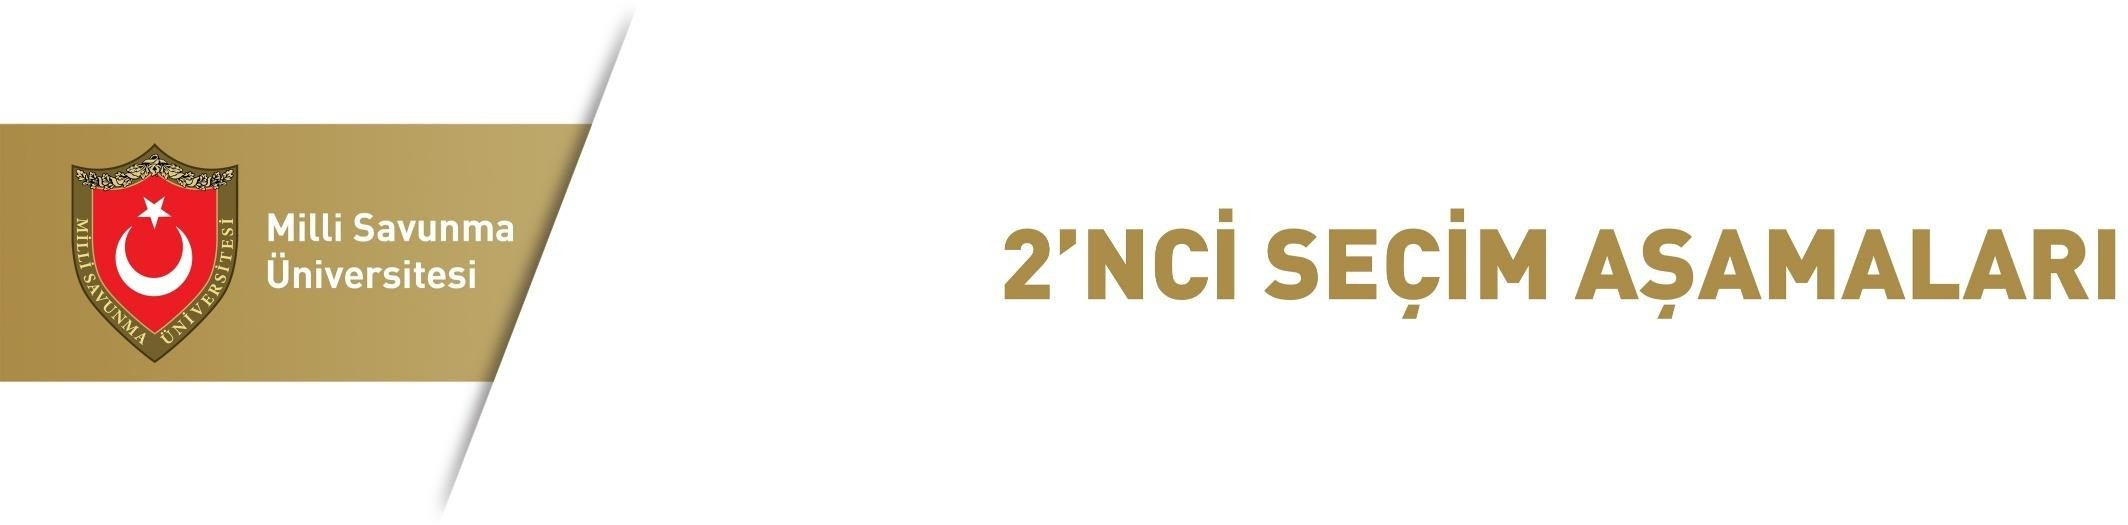 MİLLİ SAVUNMA ÜNİVERSİTESİ
Milli Savunma
Üniversitesi
2’NCİ SEÇİM AŞAMALARI